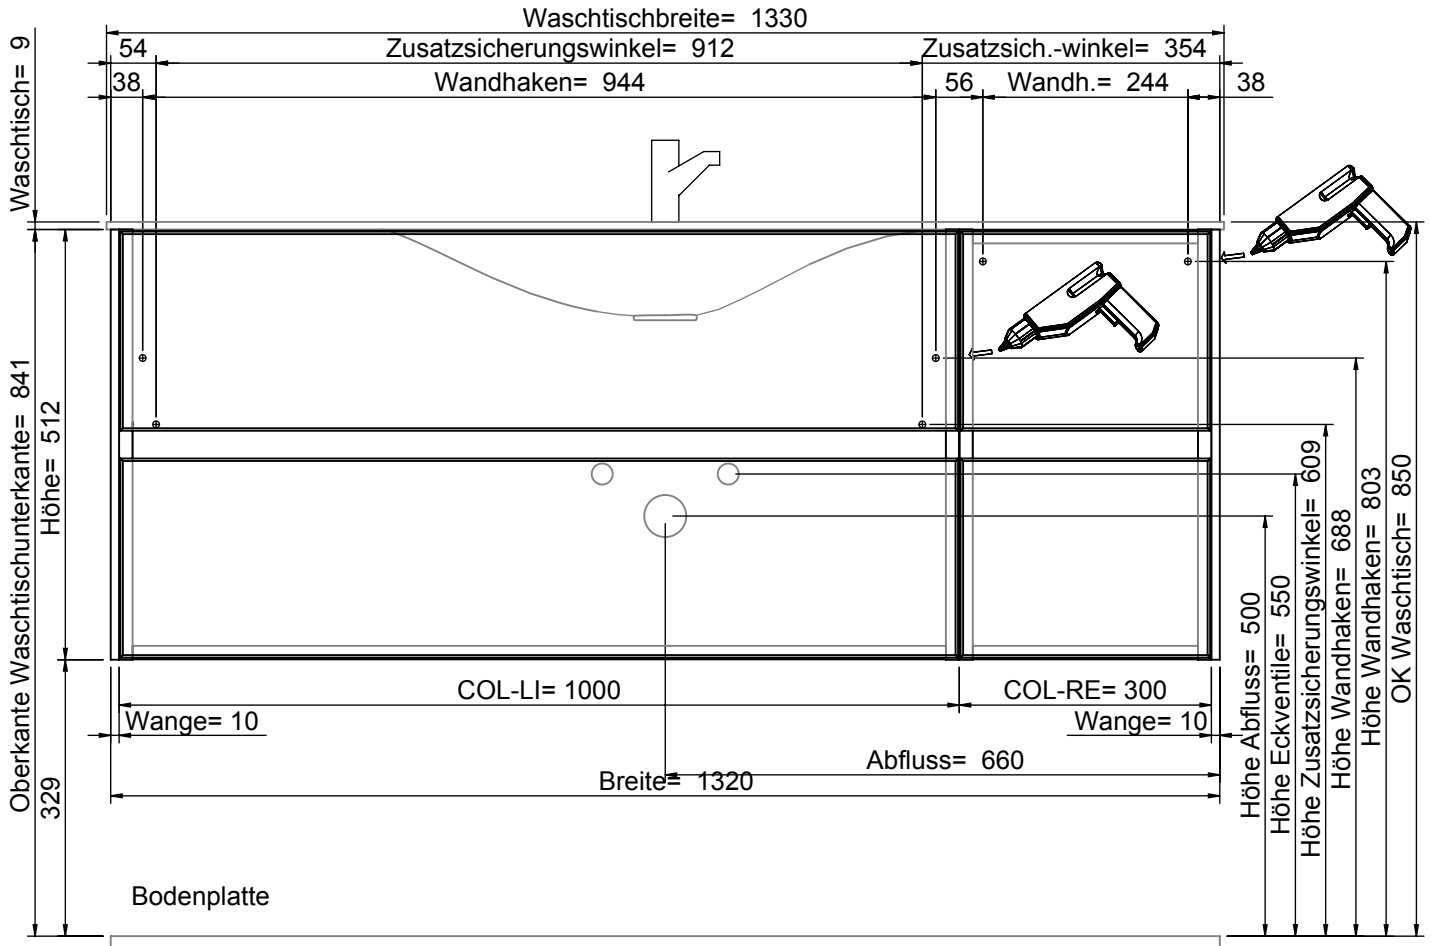 Waschtischbreite= 1330
54
Zusatzsicherungswinkel= 912
Zusatzsich.-winkel= 354
38
Wandhaken= 944
56
Wandh.= 244
38
Waschtisch= 9
Oberkante Waschtischunterkante= 841
Höhe= 512
329
COL-LI= 1000
COL-RE= 300
Wange= 10
Wange= 10
Abfluss= 660
Breite= 1320
Höhe Abfluss= 500
Höhe Eckventile= 550
Höhe Zusatzsicherungswinkel= 609
Höhe Wandhaken= 688
Höhe Wandhaken= 803
OK Waschtisch= 850
Bodenplatte